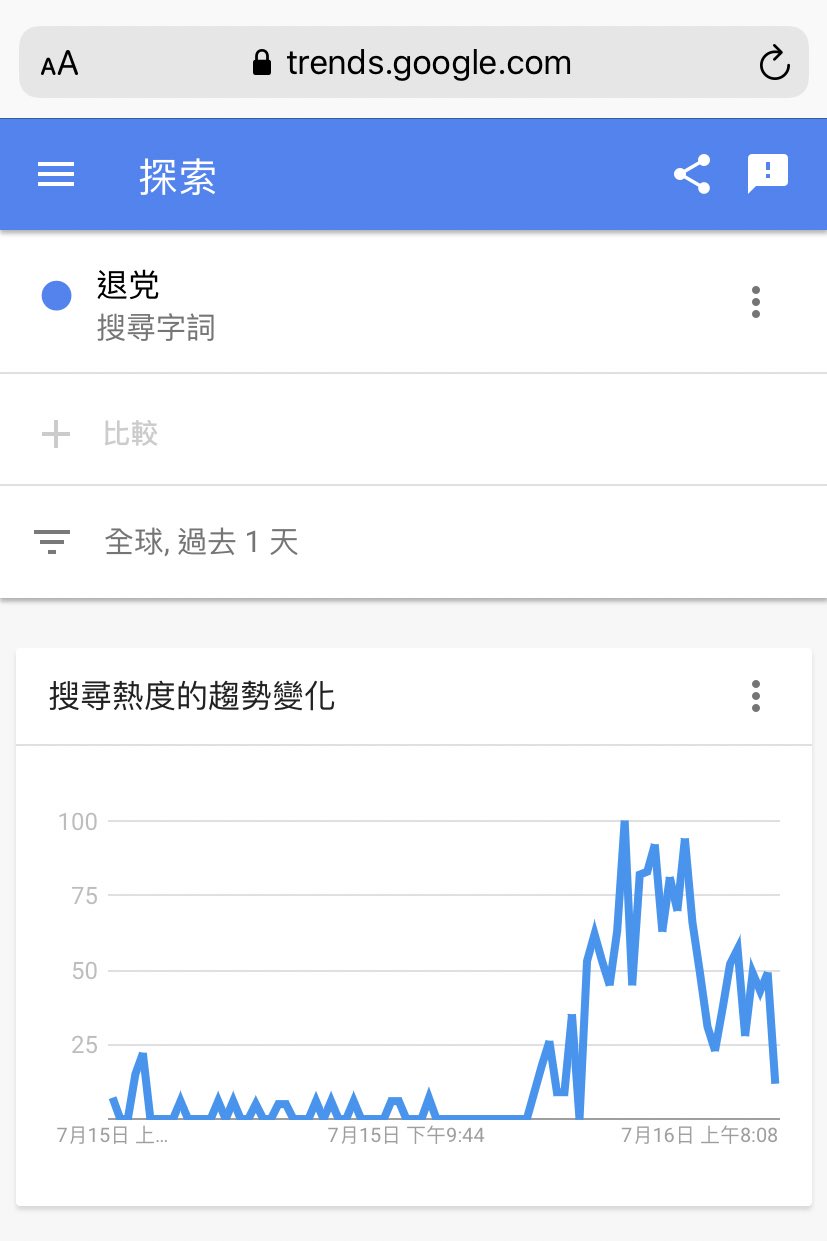 AA
trends.google.com
探索
退党
搜尋字詞
比較
全球, 過去 1 天
搜尋熱度的趨勢變化
100
75
50
25
7月15日 上...
7月15日 下午9:44
7月16日 上午8:08